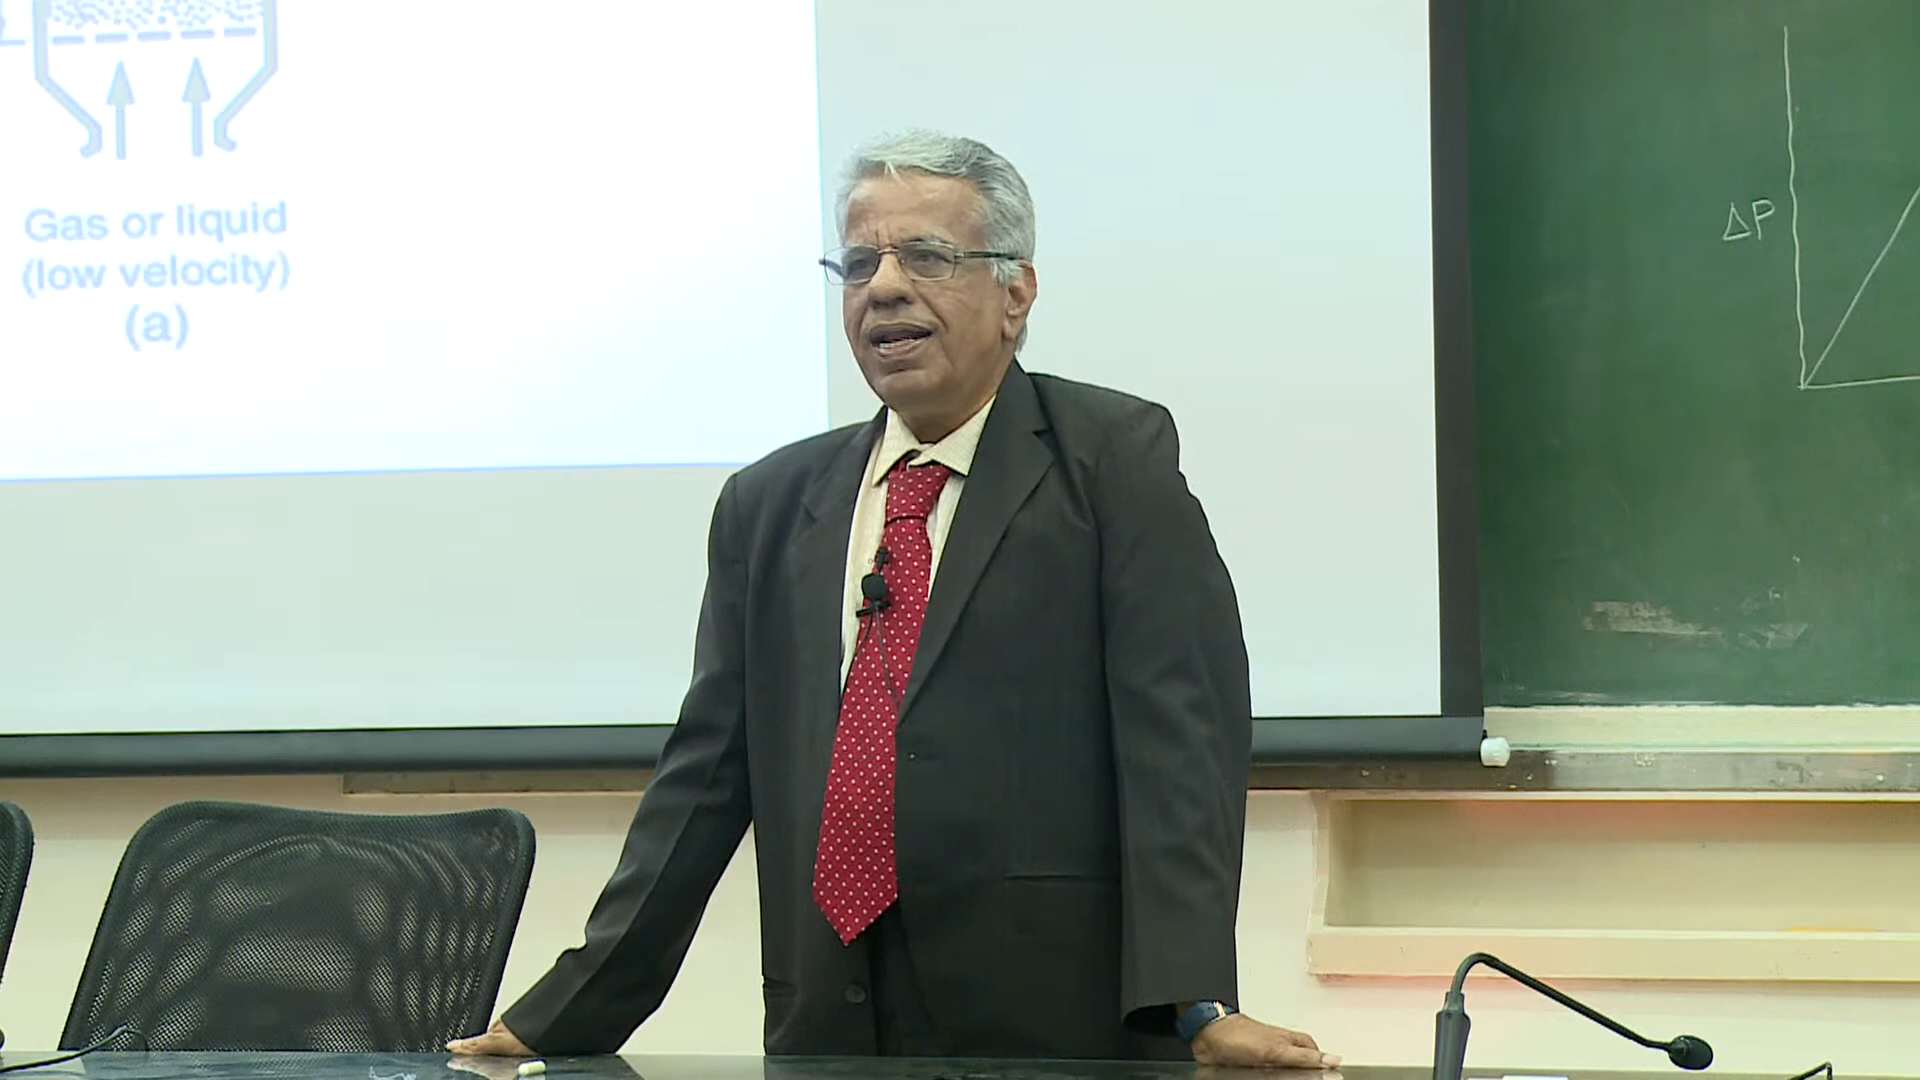 Gas or liquid
(low velocity)
(a)
ΔP